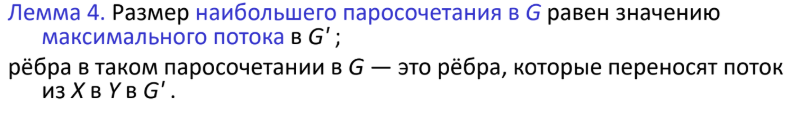 Лемма 4. Размер наибольшего паросочетания в G равен значению
максимального потока в G' ;
рёбра в таком паросочетании в G — это рёбра, которые переносят поток
из X в Y в G' .